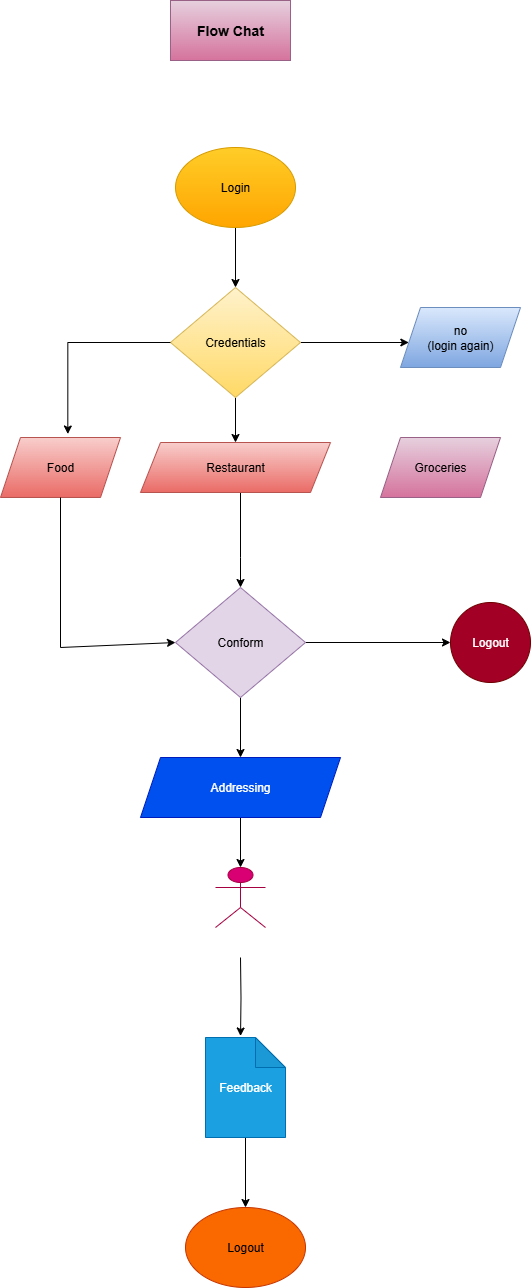 Flow Chat
Login
Credentials
no
(login again)
Food
Restaurant
Groceries
Conform
Logout
Addressing
Feedback
Logout